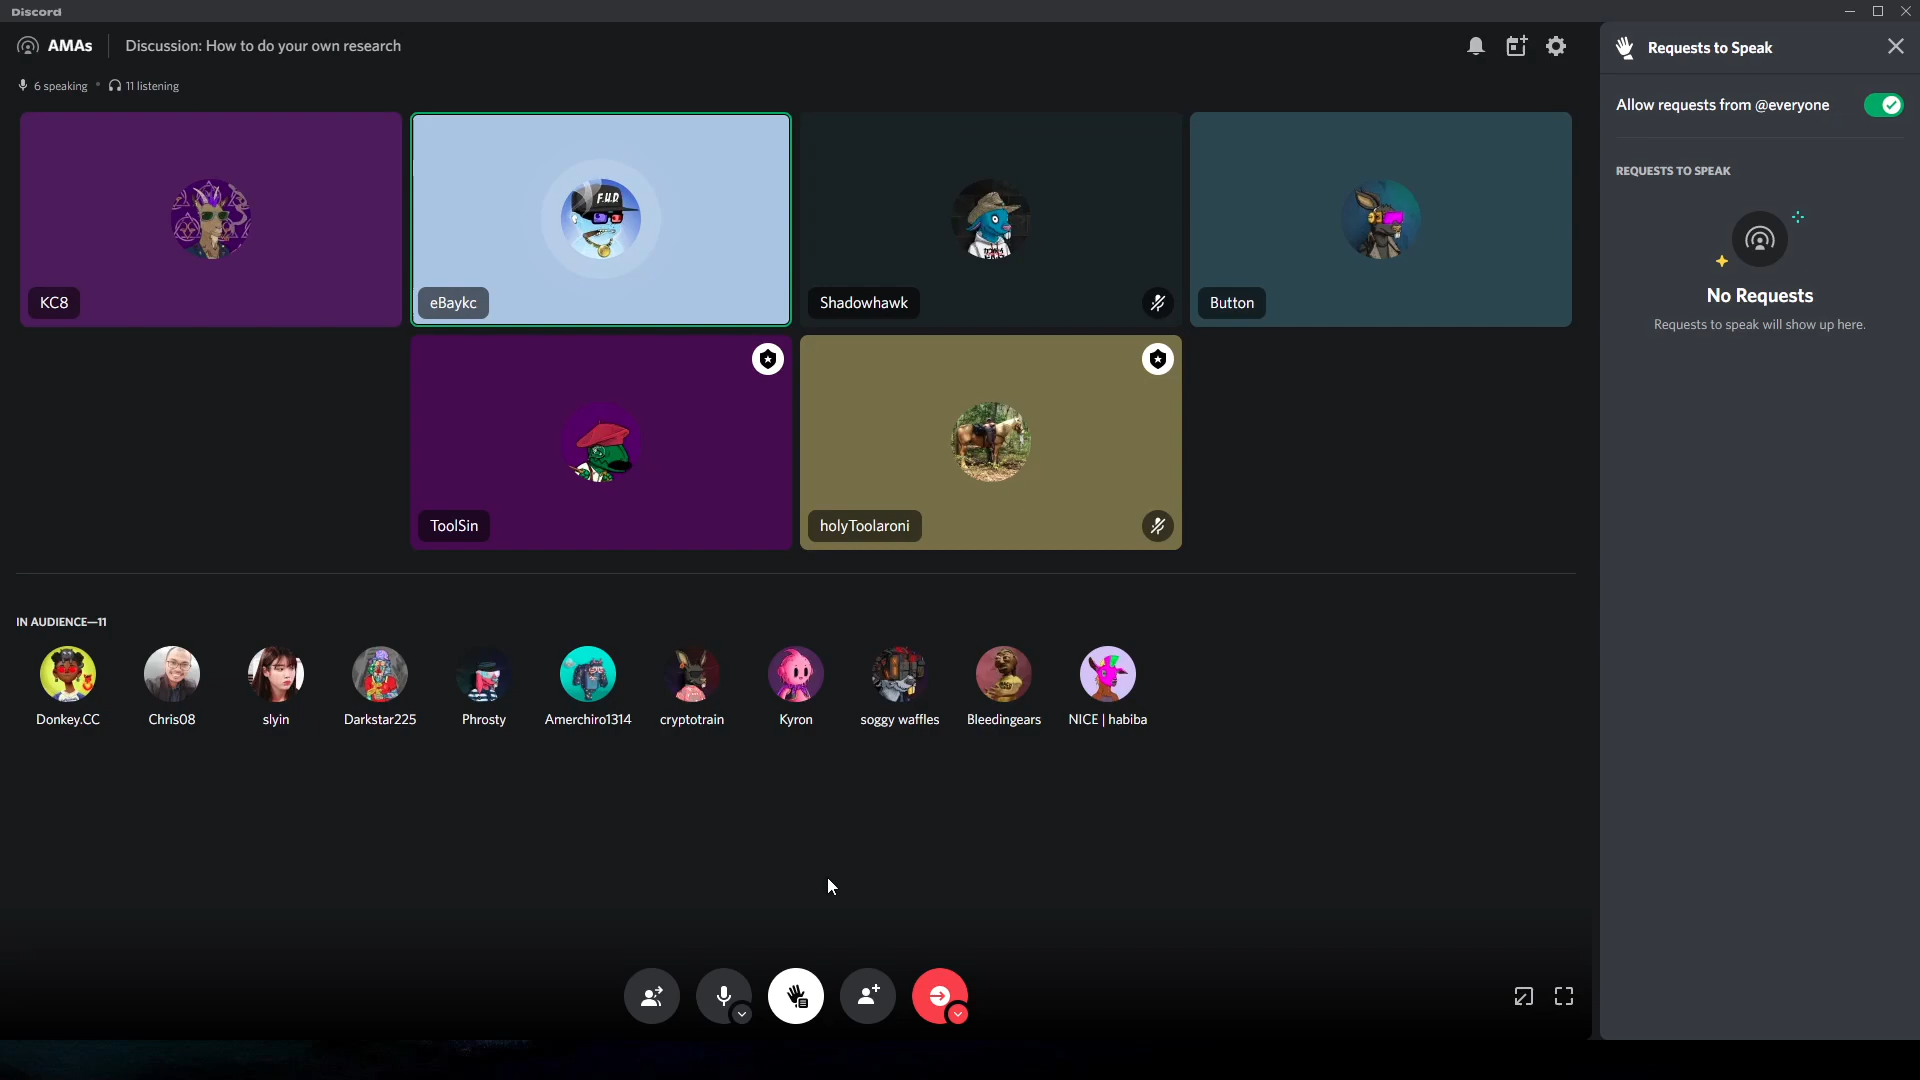 Discord
AMAs
Discussion: How to do your own research
6 speaking
11 listening
KC8
F.U.D.
eBaykc
Shadowhawk
Button
ToolSin
holyToolaroni
IN AUDIENCE—11
Donkey.CC
Chris08
slyin
Darkstar225
Phrosty
Amerchiro1314
cryptotrain
Kyron
soggy waffles
Bleedingears
NICE | habiba
Requests to Speak
Allow requests from @everyone
REQUESTS TO SPEAK
No Requests
Requests to speak will show up here.